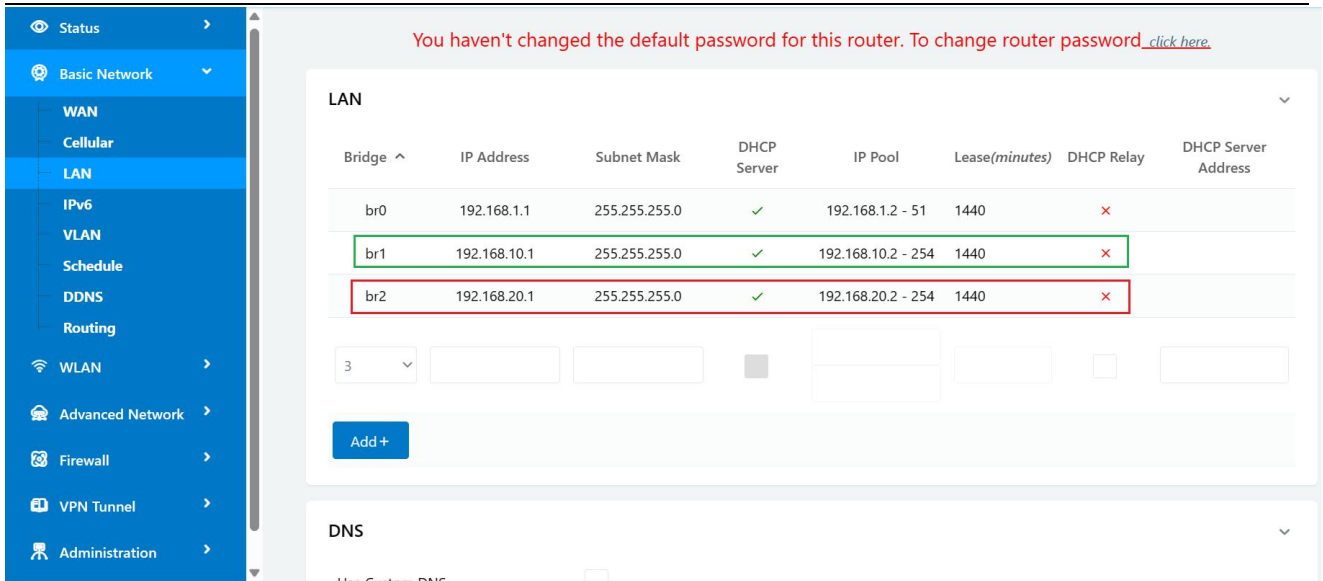 Status
Basic Network
WAN
Cellular
LAN
IPv6
VLAN
Schedule
DDNS
Routing
WLAN
Advanced Network
Firewall
VPN Tunnel
Administration
You haven't changed the default password for this router. To change router password click here.
LAN
Bridge IP Address Subnet Mask DHCP Server IP Pool Lease(minutes) DHCP Relay DHCP Server Address
br0 192.168.1.1 255.255.255.0 ✓ 192.168.1.2 - 51 1440 ×
br1 192.168.10.1 255.255.255.0 ✓ 192.168.10.2 - 254 1440 ×
br2 192.168.20.1 255.255.255.0 ✓ 192.168.20.2 - 254 1440 ×
3
Add+
DNS
Use Custom DNS